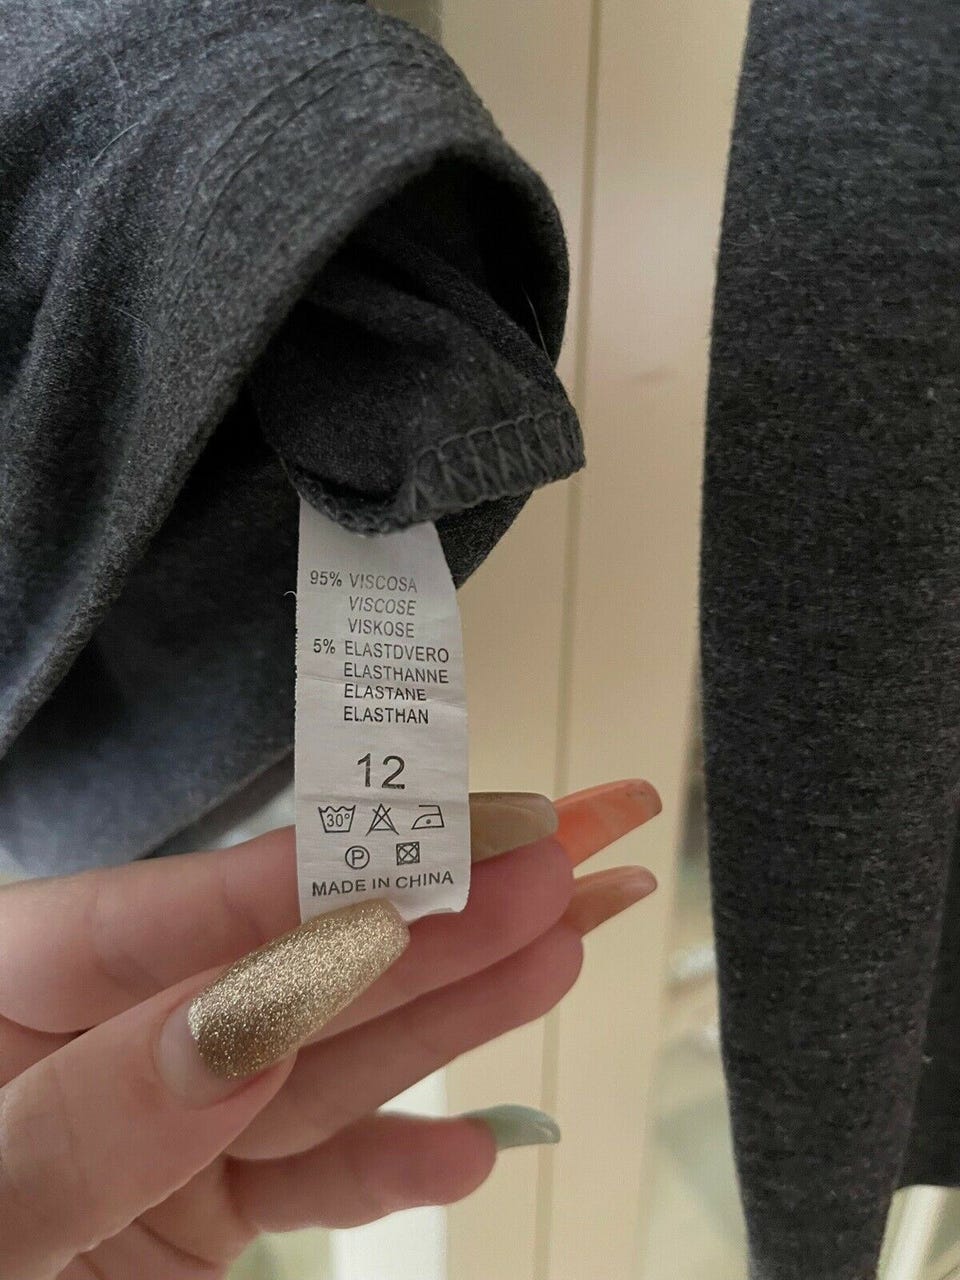 95% VISCOSA
VISCOSE
VISKOSE
5% ELASTDVERO
ELASTHANNE
ELASTANE
ELASTHAN
12
30°
P
MADE IN CHINA